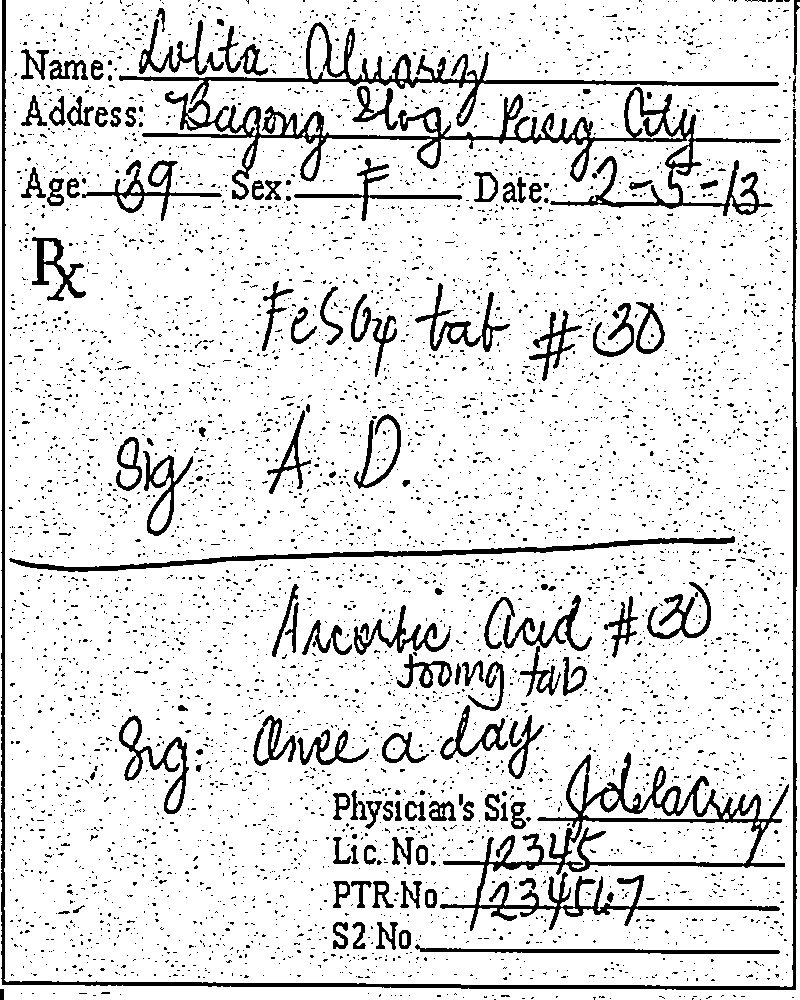 Name: Lolita Alvarez
Address: Bagong Ilog, Pasig City
Age: 39 Sex: F Date: 2-5-13
Rx
FeSO4 tab #30
Sig: A.D.
Ascorbic Acid #30
500mg tab
Sig: Once a day
Physician's Sig. Jdelacruz
Lic. No. 12345
PTR No. 1234567
S2 No.